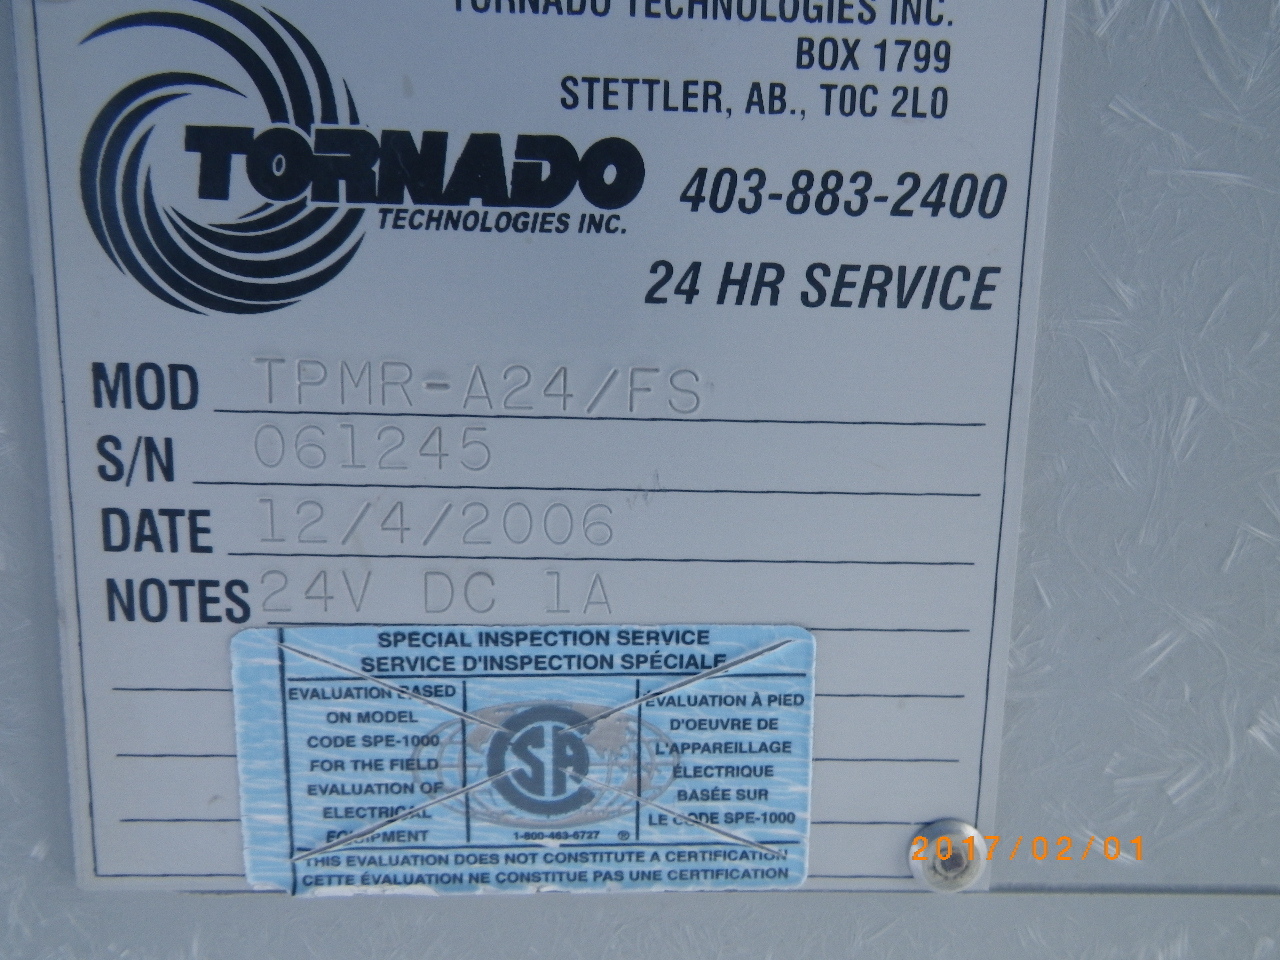 TORNADO TECHNOLOGIES INC.
BOX 1799
STETTLER, AB., T0C 2L0
TORNADO
TECHNOLOGIES INC.
403-883-2400
24 HR SERVICE
MOD TPMR-A24/FS
S/N 061245
DATE 12/4/2006
NOTES 24V DC 1A
SPECIAL INSPECTION SERVICE
SERVICE D'INSPECTION SPÉCIALE
EVALUATION BASED
ON MODEL
CODE SPE-1000
FOR THE FIELD
EVALUATION OF
ELECTRICAL
EQUIPMENT
CSA
1-800-463-6727 ®
ÉVALUATION À PIED
D'OEUVRE DE
L'APPAREILLAGE
ÉLECTRIQUE
BASÉE SUR
LE CODE SPE-1000
THIS EVALUATION DOES NOT CONSTITUTE A CERTIFICATION
CETTE ÉVALUATION NE CONSTITUE PAS UNE CERTIFICATION
2017/02/01